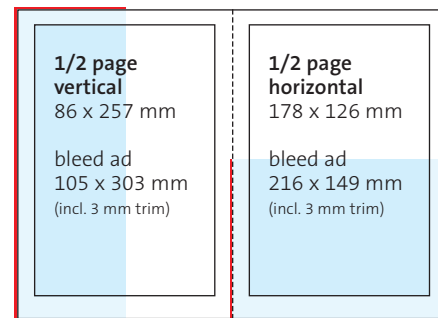 1/2 page
vertical
86 x 257 mm
bleed ad
105 x 303 mm
(incl. 3 mm trim)
1/2 page
horizontal
178 x 126 mm
bleed ad
216 x 149 mm
(incl. 3 mm trim)